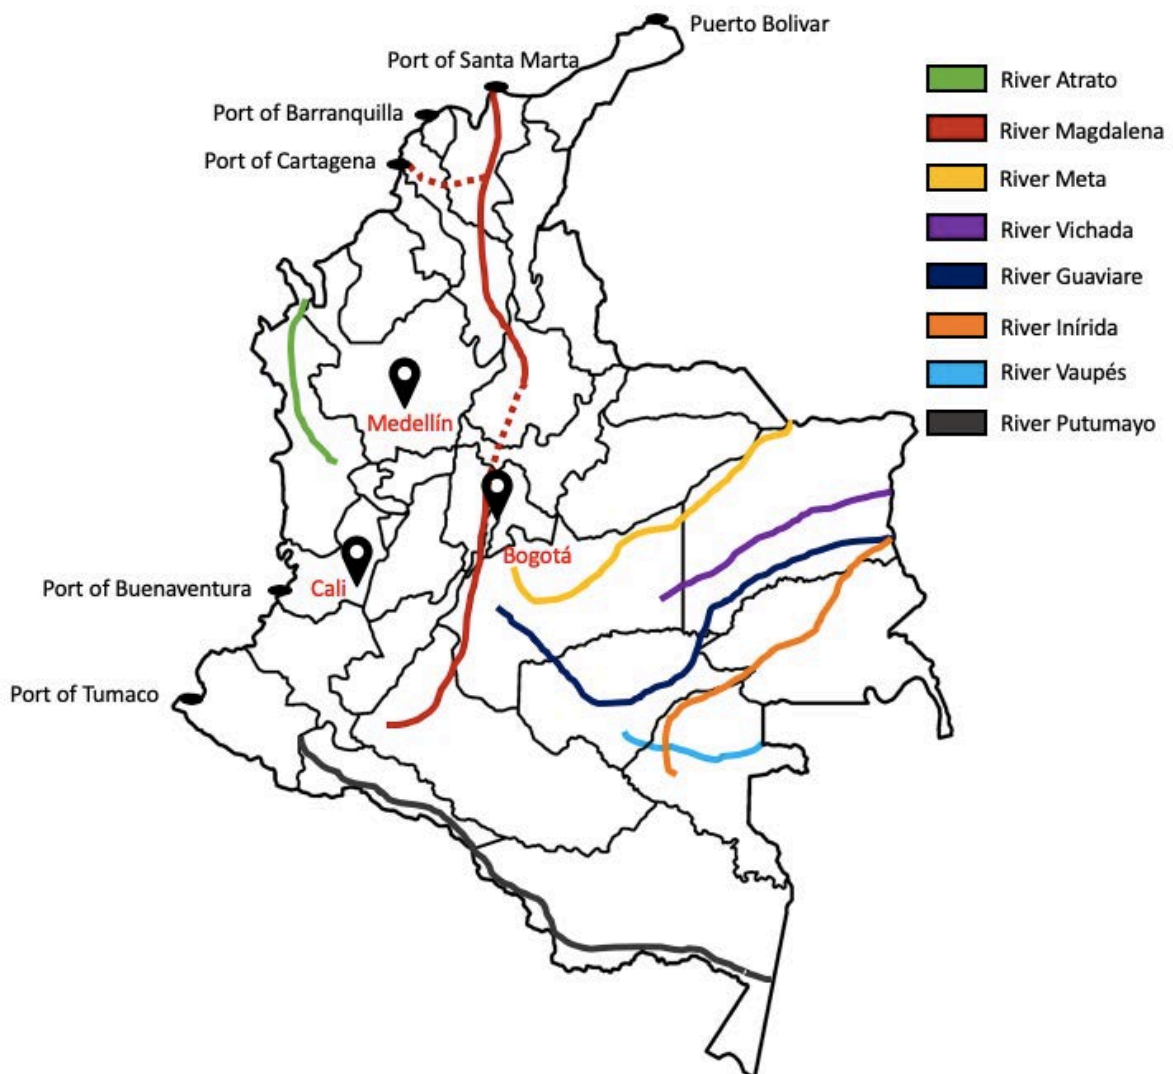 Puerto Bolivar
Port of Santa Marta
Port of Barranquilla
Port of Cartagena
River Atrato
River Magdalena
River Meta
River Vichada
River Guaviare
River Inírida
River Vaupés
River Putumayo
Medellín
Bogotá
Cali
Port of Buenaventura
Port of Tumaco